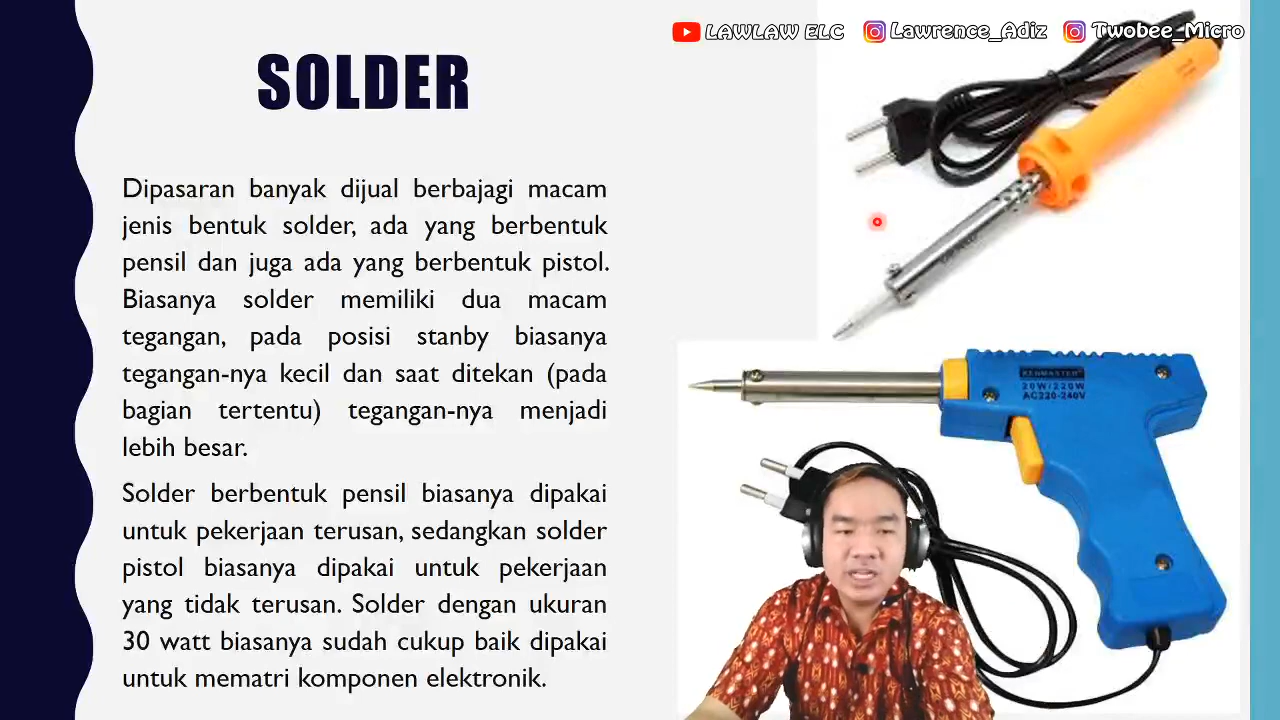 LAWLAW ELC Lawrence_Adiz Twobee_Micro
SOLDER
Dipasaran banyak dijual berbajagi macam
jenis bentuk solder, ada yang berbentuk
pensil dan juga ada yang berbentuk pistol.
Biasanya solder memiliki dua macam
tegangan, pada posisi stanby biasanya
tegangan-nya kecil dan saat ditekan (pada
bagian tertentu) tegangan-nya menjadi
lebih besar.
Solder berbentuk pensil biasanya dipakai
untuk pekerjaan terusan, sedangkan solder
pistol biasanya dipakai untuk pekerjaan
yang tidak terusan. Solder dengan ukuran
30 watt biasanya sudah cukup baik dipakai
untuk mematri komponen elektronik.
KENMASTER
20W/220W
AC220-240V